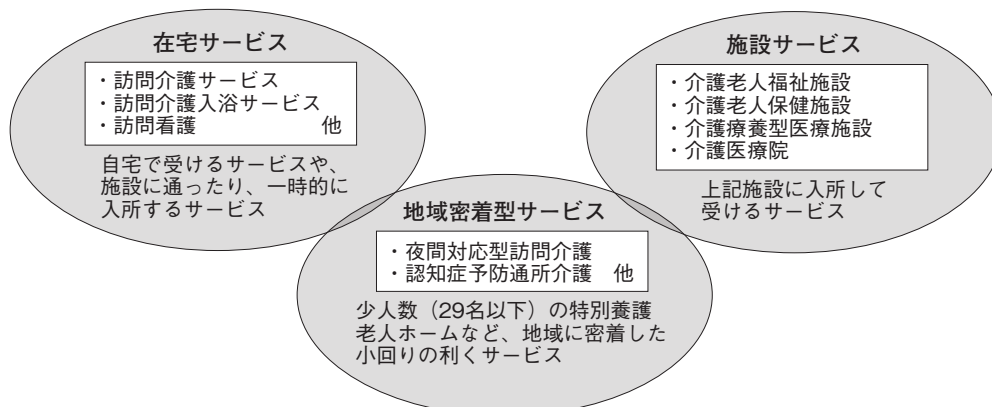 在宅サービス
・訪問介護サービス
・訪問介護入浴サービス
・訪問看護 他
自宅で受けるサービスや、
施設に通ったり、一時的に
入所するサービス
施設サービス
・介護老人福祉施設
・介護老人保健施設
・介護療養型医療施設
・介護医療院
上記施設に入所して
受けるサービス
地域密着型サービス
・夜間対応型訪問介護
・認知症予防通所介護 他
少人数（29名以下）の特別養護
老人ホームなど、地域に密着した
小回りの利くサービス